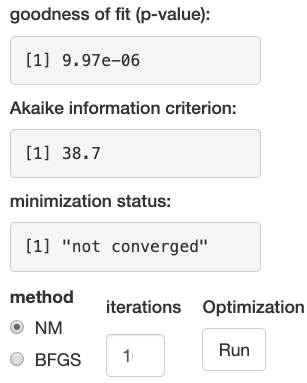 goodness of fit (p-value):
[1] 9.97e-06
Akaike information criterion:
[1] 38.7
minimization status:
[1] "not converged"
method
iterations
Optimization
NM
BFGS
1
Run